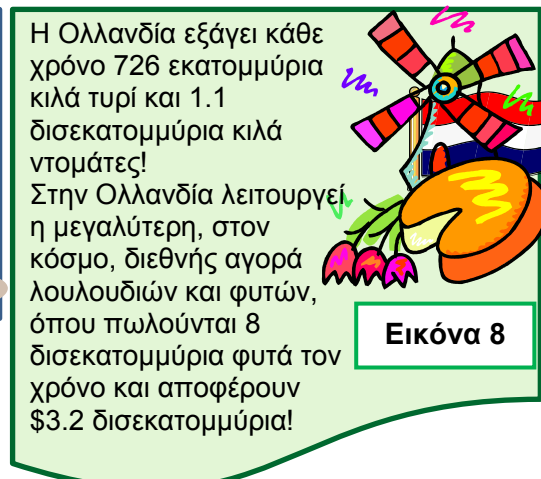 Η Ολλανδία εξάγει κάθε
χρόνο 726 εκατομμύρια
κιλά τυρί και 1.1
δισεκατομμύρια κιλά
ντομάτες!
Στην Ολλανδία λειτουργεί
η μεγαλύτερη, στον
κόσμο, διεθνής αγορά
λουλουδιών και φυτών,
όπου πωλούνται 8
δισεκατομμύρια φυτά τον
χρόνο και αποφέρουν
$3.2 δισεκατομμύρια!
Εικόνα 8